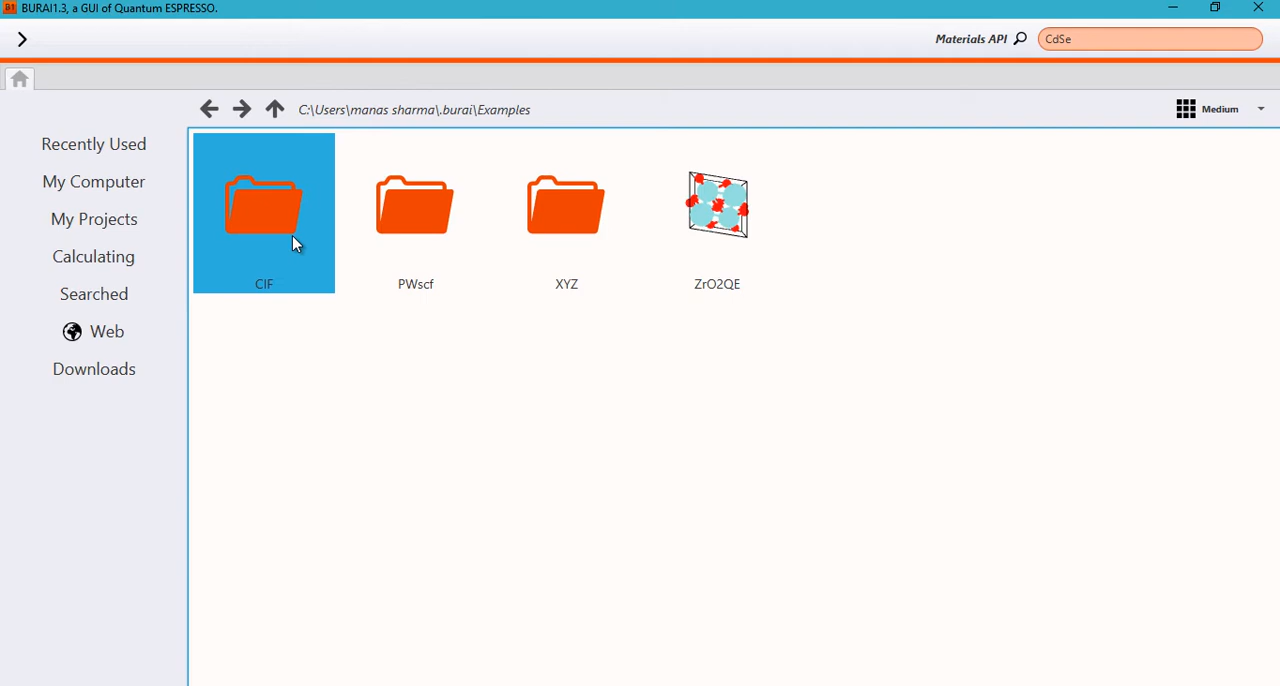 B1 BURAI1.3, a GUI of Quantum ESPRESSO.
Materials API CdSe
C:\Users\manas sharma\.burai\Examples Medium
Recently Used
My Computer
My Projects
Calculating
Searched
Web
Downloads
CIF PWscf XYZ ZrO2QE